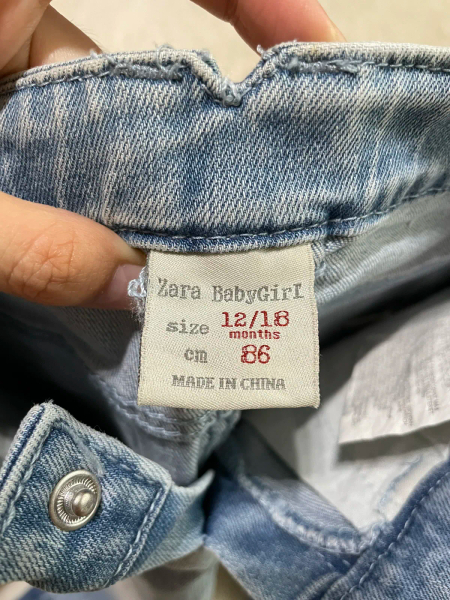 Zara BabyGirl
size 12/18
months
cm 86
MADE IN CHINA